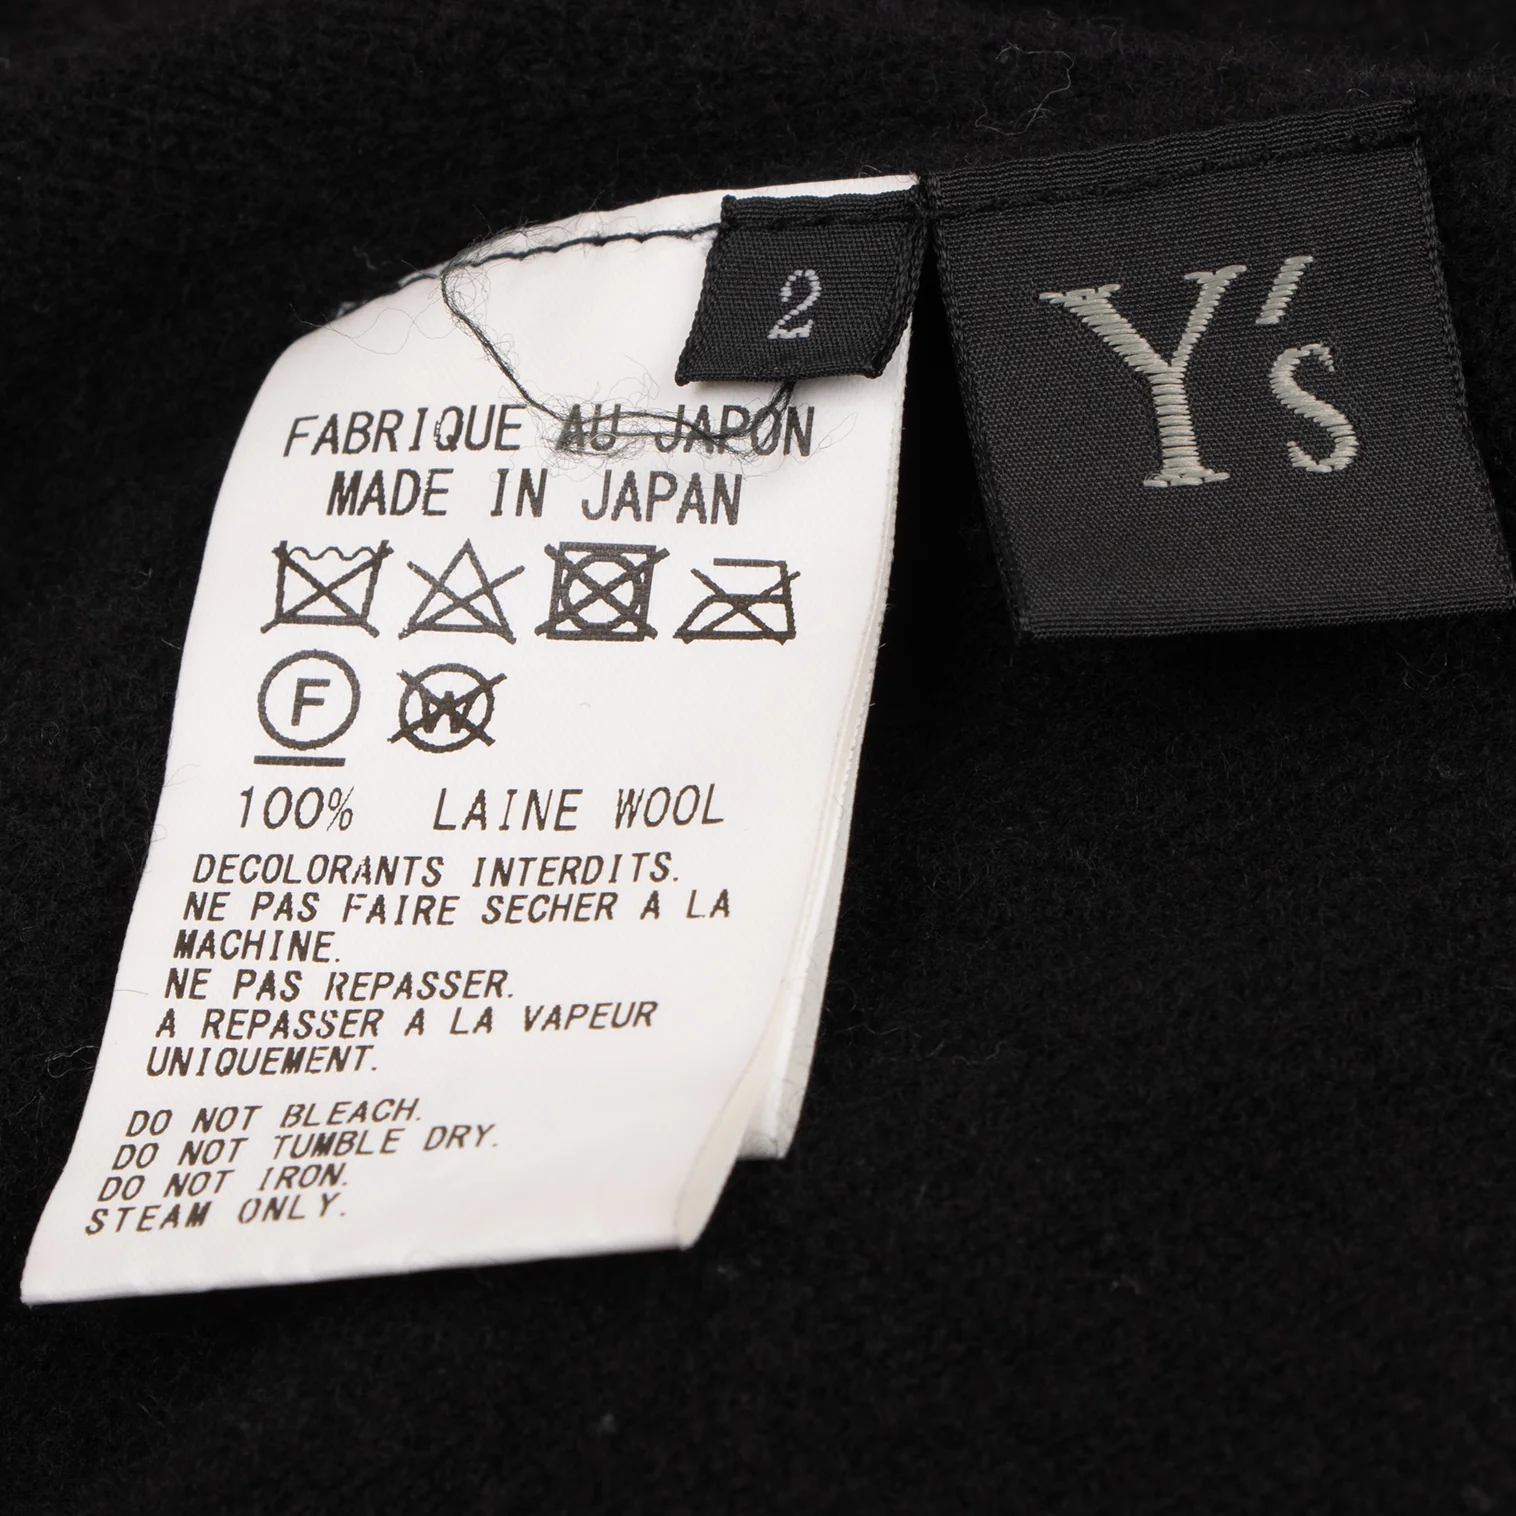 2
Y's
FABRIQUE AU JAPON
MADE IN JAPAN
F
W
100% LAINE WOOL
DECOLORANTS INTERDITS.
NE PAS FAIRE SECHER A LA
MACHINE.
NE PAS REPASSER.
A REPASSER A LA VAPEUR
UNIQUEMENT.
DO NOT BLEACH.
DO NOT TUMBLE DRY.
DO NOT IRON.
STEAM ONLY.